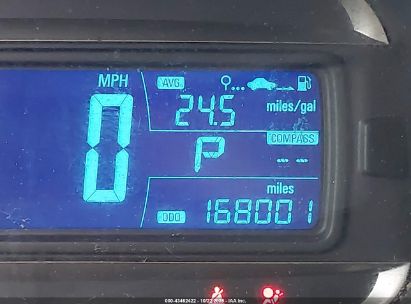 MPH AVG
24.5 miles/gal
0 P COMPASS
--
miles
ODO 168001